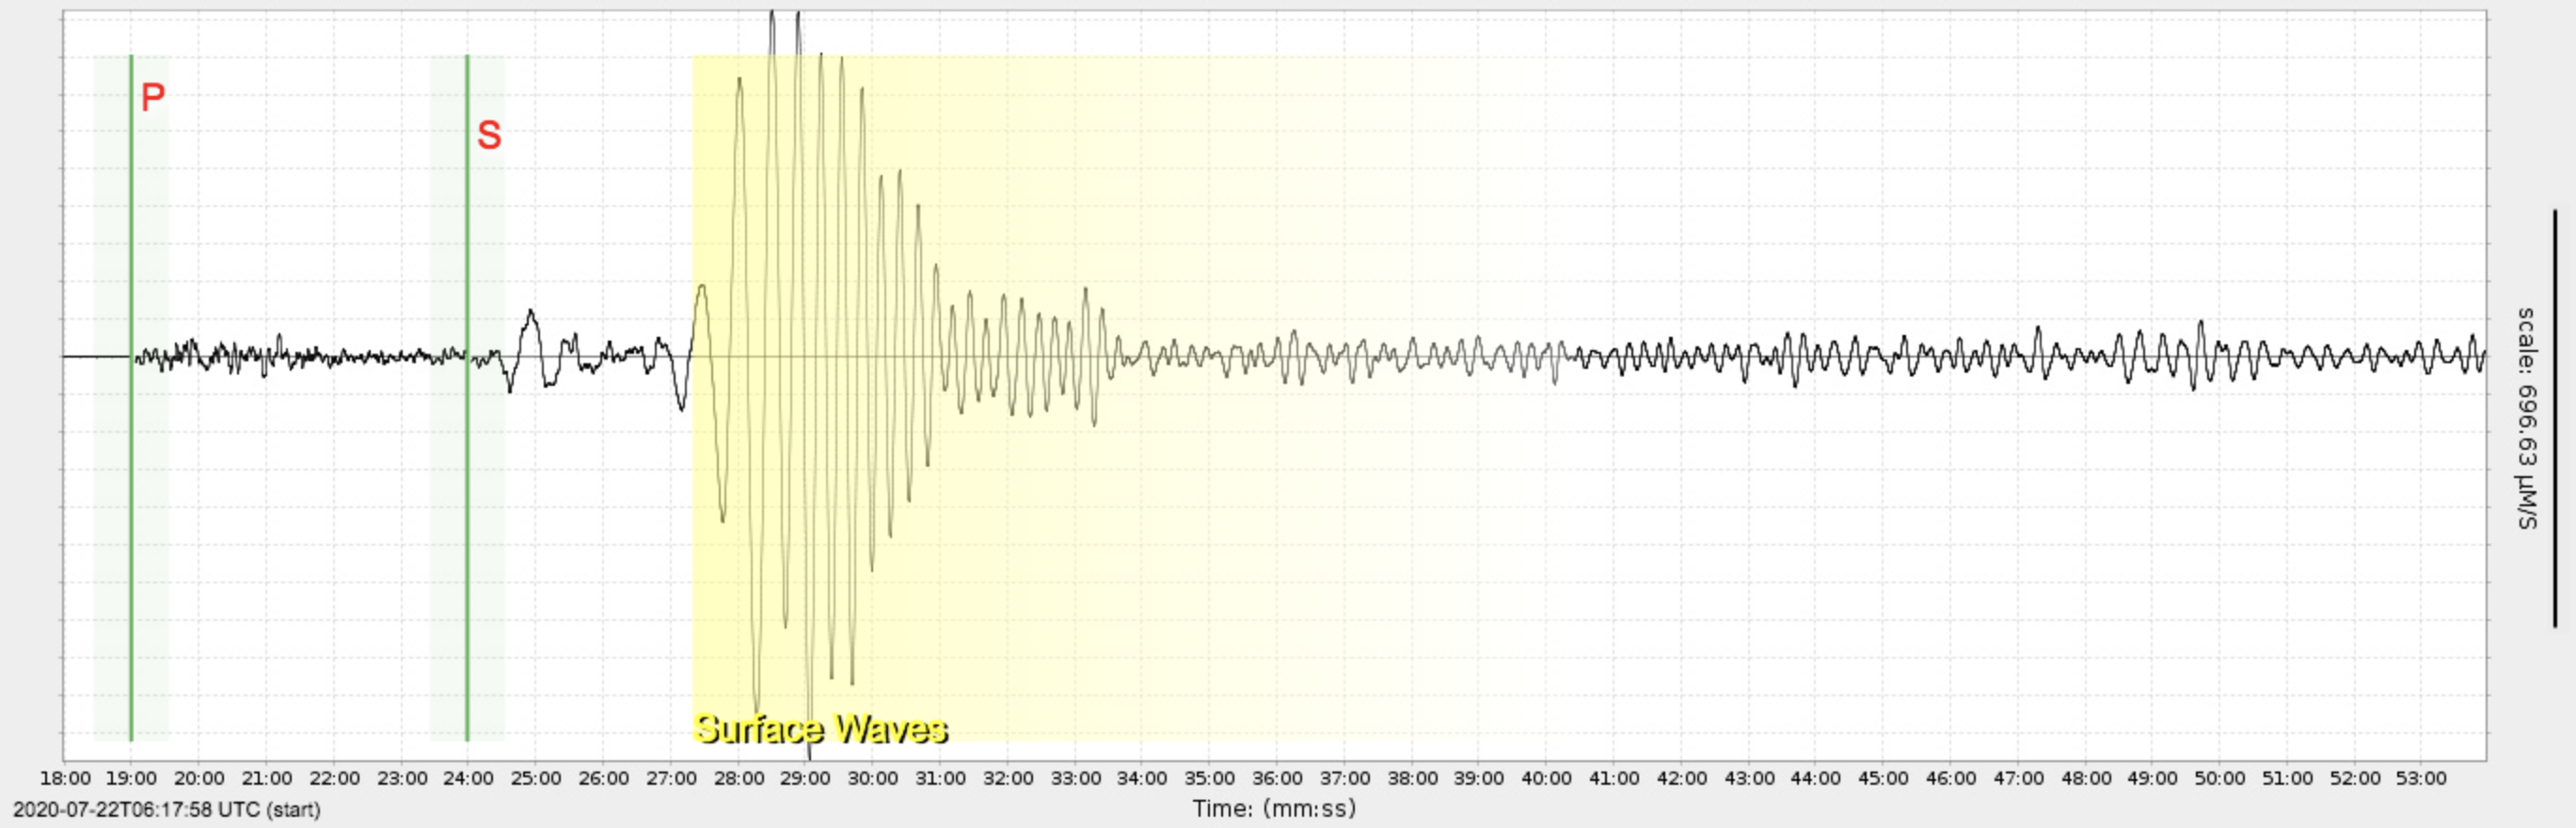 P
S
Surface Waves
scale: 696.63 µM/S
18:00 19:00 20:00 21:00 22:00 23:00 24:00 25:00 26:00 27:00 28:00 29:00 30:00 31:00 32:00 33:00 34:00 35:00 36:00 37:00 38:00 39:00 40:00 41:00 42:00 43:00 44:00 45:00 46:00 47:00 48:00 49:00 50:00 51:00 52:00 53:00
2020-07-22T06:17:58 UTC (start)
Time: (mm:ss)